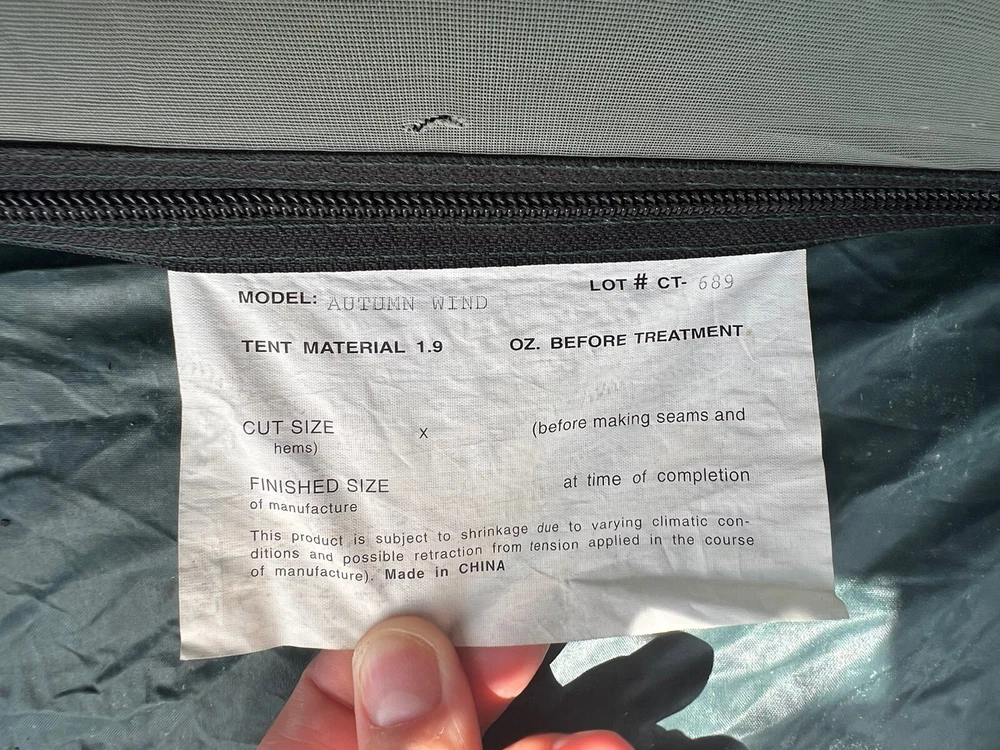 MODEL: AUTUMN WIND LOT # CT- 689
TENT MATERIAL 1.9 OZ. BEFORE TREATMENT
CUT SIZE x (before making seams and
hems)
FINISHED SIZE at time of completion
of manufacture
This product is subject to shrinkage due to varying climatic con-
ditions and possible retraction from tension applied in the course
of manufacture). Made in CHINA